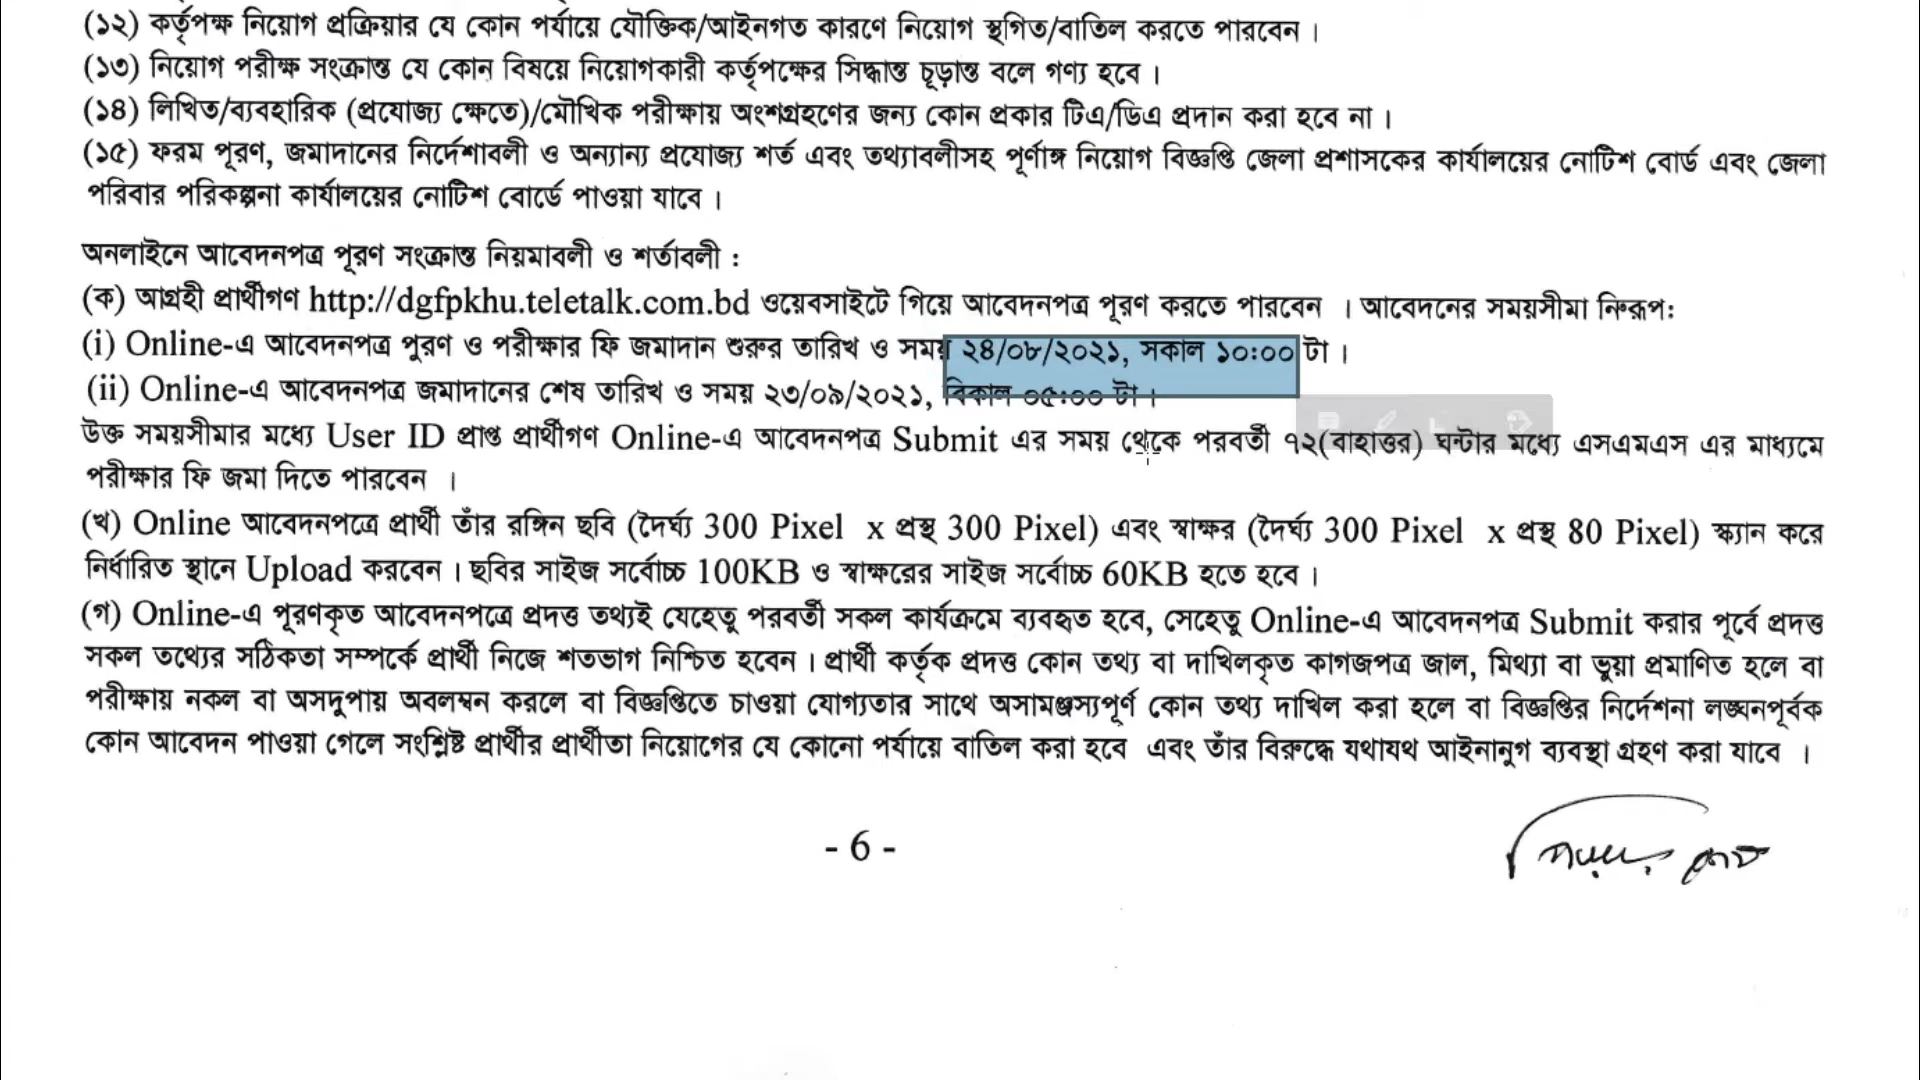 (১২) কর্তৃপক্ষ নিয়োগ প্রক্রিয়ার যে কোন পর্যায়ে যৌক্তিক/আইনগত কারণে নিয়োগ স্থগিত/বাতিল করতে পারবেন ।
(১৩) নিয়োগ পরীক্ষ সংক্রান্ত যে কোন বিষয়ে নিয়োগকারী কর্তৃপক্ষের সিদ্ধান্ত চূড়ান্ত বলে গণ্য হবে ।
(১৪) লিখিত/ব্যবহারিক (প্রযোজ্য ক্ষেতে)/মৌখিক পরীক্ষায় অংশগ্রহণের জন্য কোন প্রকার টিএ/ডিএ প্রদান করা হবে না ।
(১৫) ফরম পূরণ, জমাদানের নির্দেশাবলী ও অন্যান্য প্রযোজ্য শর্ত এবং তথ্যাবলীসহ পূর্ণাঙ্গ নিয়োগ বিজ্ঞপ্তি জেলা প্রশাসকের কার্যালয়ের নোটিশ বোর্ড এবং জেলা
পরিবার পরিকল্পনা কার্যালয়ের নোটিশ বোর্ডে পাওয়া যাবে ।
অনলাইনে আবেদনপত্র পূরণ সংক্রান্ত নিয়মাবলী ও শর্তাবলী :
(ক) আগ্রহী প্রার্থীগণ http://dgfpkhu.teletalk.com.bd ওয়েবসাইটে গিয়ে আবেদনপত্র পূরণ করতে পারবেন । আবেদনের সময়সীমা নিম্নরূপ:
(i) Online-এ আবেদনপত্র পুরণ ও পরীক্ষার ফি জমাদান শুরুর তারিখ ও সময় ২৪/০৮/২০২১, সকাল ১০:০০ টা ।
(ii) Online-এ আবেদনপত্র জমাদানের শেষ তারিখ ও সময় ২৩/০৯/২০২১, বিকাল ০৫:০০ টা ।
উক্ত সময়সীমার মধ্যে User ID প্রাপ্ত প্রার্থীগণ Online-এ আবেদনপত্র Submit এর সময় থেকে পরবর্তী ৭২(বাহাত্তর) ঘন্টার মধ্যে এসএমএস এর মাধ্যমে
পরীক্ষার ফি জমা দিতে পারবেন ।
(খ) Online আবেদনপত্রে প্রার্থী তাঁর রঙ্গিন ছবি (দৈর্ঘ্য 300 Pixel x প্রস্থ 300 Pixel) এবং স্বাক্ষর (দৈর্ঘ্য 300 Pixel x প্রস্থ 80 Pixel) স্ক্যান করে
নির্ধারিত স্থানে Upload করবেন । ছবির সাইজ সর্বোচ্চ 100KB ও স্বাক্ষরের সাইজ সর্বোচ্চ 60KB হতে হবে ।
(গ) Online-এ পূরণকৃত আবেদনপত্রে প্রদত্ত তথ্যই যেহেতু পরবর্তী সকল কার্যক্রমে ব্যবহৃত হবে, সেহেতু Online-এ আবেদনপত্র Submit করার পূর্বে প্রদত্ত
সকল তথ্যের সঠিকতা সম্পর্কে প্রার্থী নিজে শতভাগ নিশ্চিত হবেন । প্রার্থী কর্তৃক প্রদত্ত কোন তথ্য বা দাখিলকৃত কাগজপত্র জাল, মিথ্যা বা ভুয়া প্রমাণিত হলে বা
পরীক্ষায় নকল বা অসদুপায় অবলম্বন করলে বা বিজ্ঞপ্তিতে চাওয়া যোগ্যতার সাথে অসামঞ্জস্যপূর্ণ কোন তথ্য দাখিল করা হলে বা বিজ্ঞপ্তির নির্দেশনা লঙ্ঘনপূর্বক
কোন আবেদন পাওয়া গেলে সংশ্লিষ্ট প্রার্থীর প্রার্থীতা নিয়োগের যে কোনো পর্যায়ে বাতিল করা হবে এবং তাঁর বিরুদ্ধে যথাযথ আইনানুগ ব্যবস্থা গ্রহণ করা যাবে ।
- 6 -